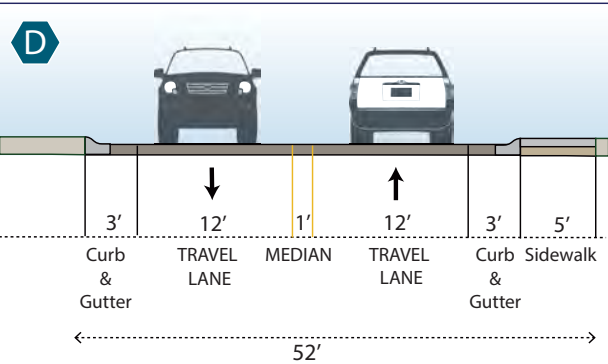 D
3’ 12’ 1’ 12’ 3’ 5’
Curb & Gutter
TRAVEL LANE
MEDIAN
TRAVEL LANE
Curb & Gutter
Sidewalk
52’